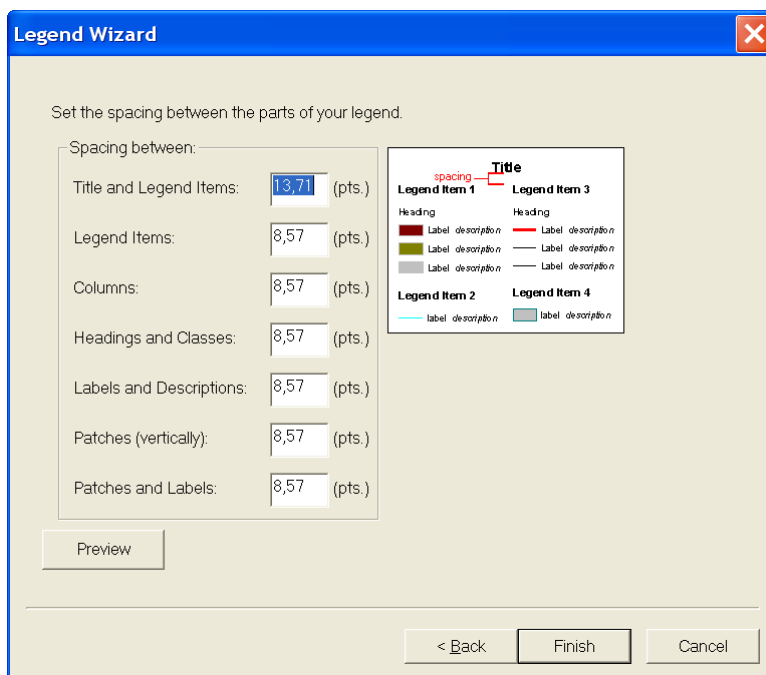 Legend Wizard
Set the spacing between the parts of your legend.
Spacing between:
Title and Legend Items: 13,71 (pts.)
Legend Items: 8,57 (pts.)
Columns: 8,57 (pts.)
Headings and Classes: 8,57 (pts.)
Labels and Descriptions: 8,57 (pts.)
Patches (vertically): 8,57 (pts.)
Patches and Labels: 8,57 (pts.)
Title
spacing
Legend Item 1 Legend Item 3
Heading Heading
Label description Label description
Label description Label description
Label description Label description
Legend Item 2 Legend Item 4
label description label description
Preview
< Back Finish Cancel